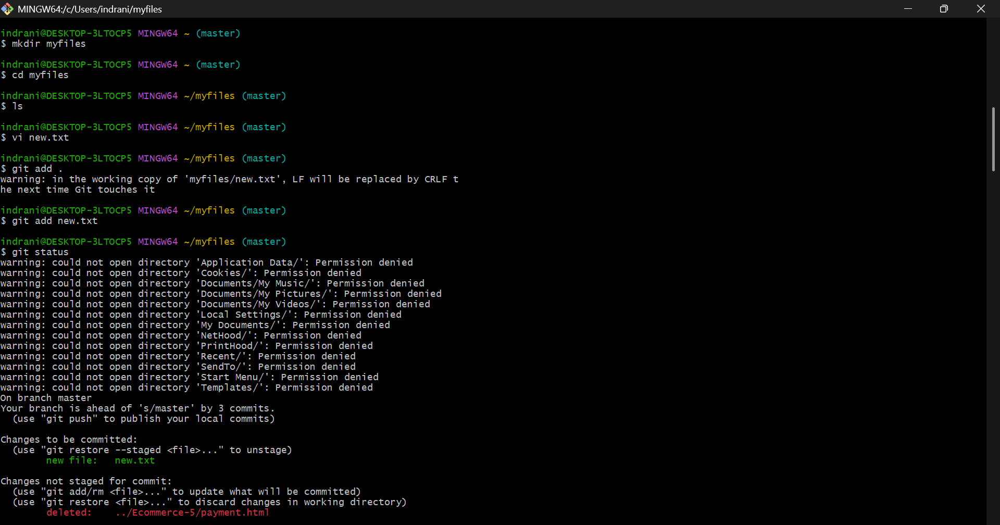 MINGW64:/c/Users/indrani/myfiles
indrani@DESKTOP-3LTOCP5 MINGW64 ~ (master)
$ mkdir myfiles
indrani@DESKTOP-3LTOCP5 MINGW64 ~ (master)
$ cd myfiles
indrani@DESKTOP-3LTOCP5 MINGW64 ~/myfiles (master)
$ ls
indrani@DESKTOP-3LTOCP5 MINGW64 ~/myfiles (master)
$ vi new.txt
indrani@DESKTOP-3LTOCP5 MINGW64 ~/myfiles (master)
$ git add .
warning: in the working copy of 'myfiles/new.txt', LF will be replaced by CRLF t
he next time Git touches it
indrani@DESKTOP-3LTOCP5 MINGW64 ~/myfiles (master)
$ git add new.txt
indrani@DESKTOP-3LTOCP5 MINGW64 ~/myfiles (master)
$ git status
warning: could not open directory 'Application Data/': Permission denied
warning: could not open directory 'Cookies/': Permission denied
warning: could not open directory 'Documents/My Music/': Permission denied
warning: could not open directory 'Documents/My Pictures/': Permission denied
warning: could not open directory 'Documents/My Videos/': Permission denied
warning: could not open directory 'Local Settings/': Permission denied
warning: could not open directory 'My Documents/': Permission denied
warning: could not open directory 'NetHood/': Permission denied
warning: could not open directory 'PrintHood/': Permission denied
warning: could not open directory 'Recent/': Permission denied
warning: could not open directory 'SendTo/': Permission denied
warning: could not open directory 'Start Menu/': Permission denied
warning: could not open directory 'Templates/': Permission denied
On branch master
Your branch is ahead of 's/master' by 3 commits.
  (use "git push" to publish your local commits)
Changes to be committed:
  (use "git restore --staged <file>..." to unstage)
        new file:   new.txt
Changes not staged for commit:
  (use "git add/rm <file>..." to update what will be committed)
  (use "git restore <file>..." to discard changes in working directory)
        deleted:    ../Ecommerce-5/payment.html